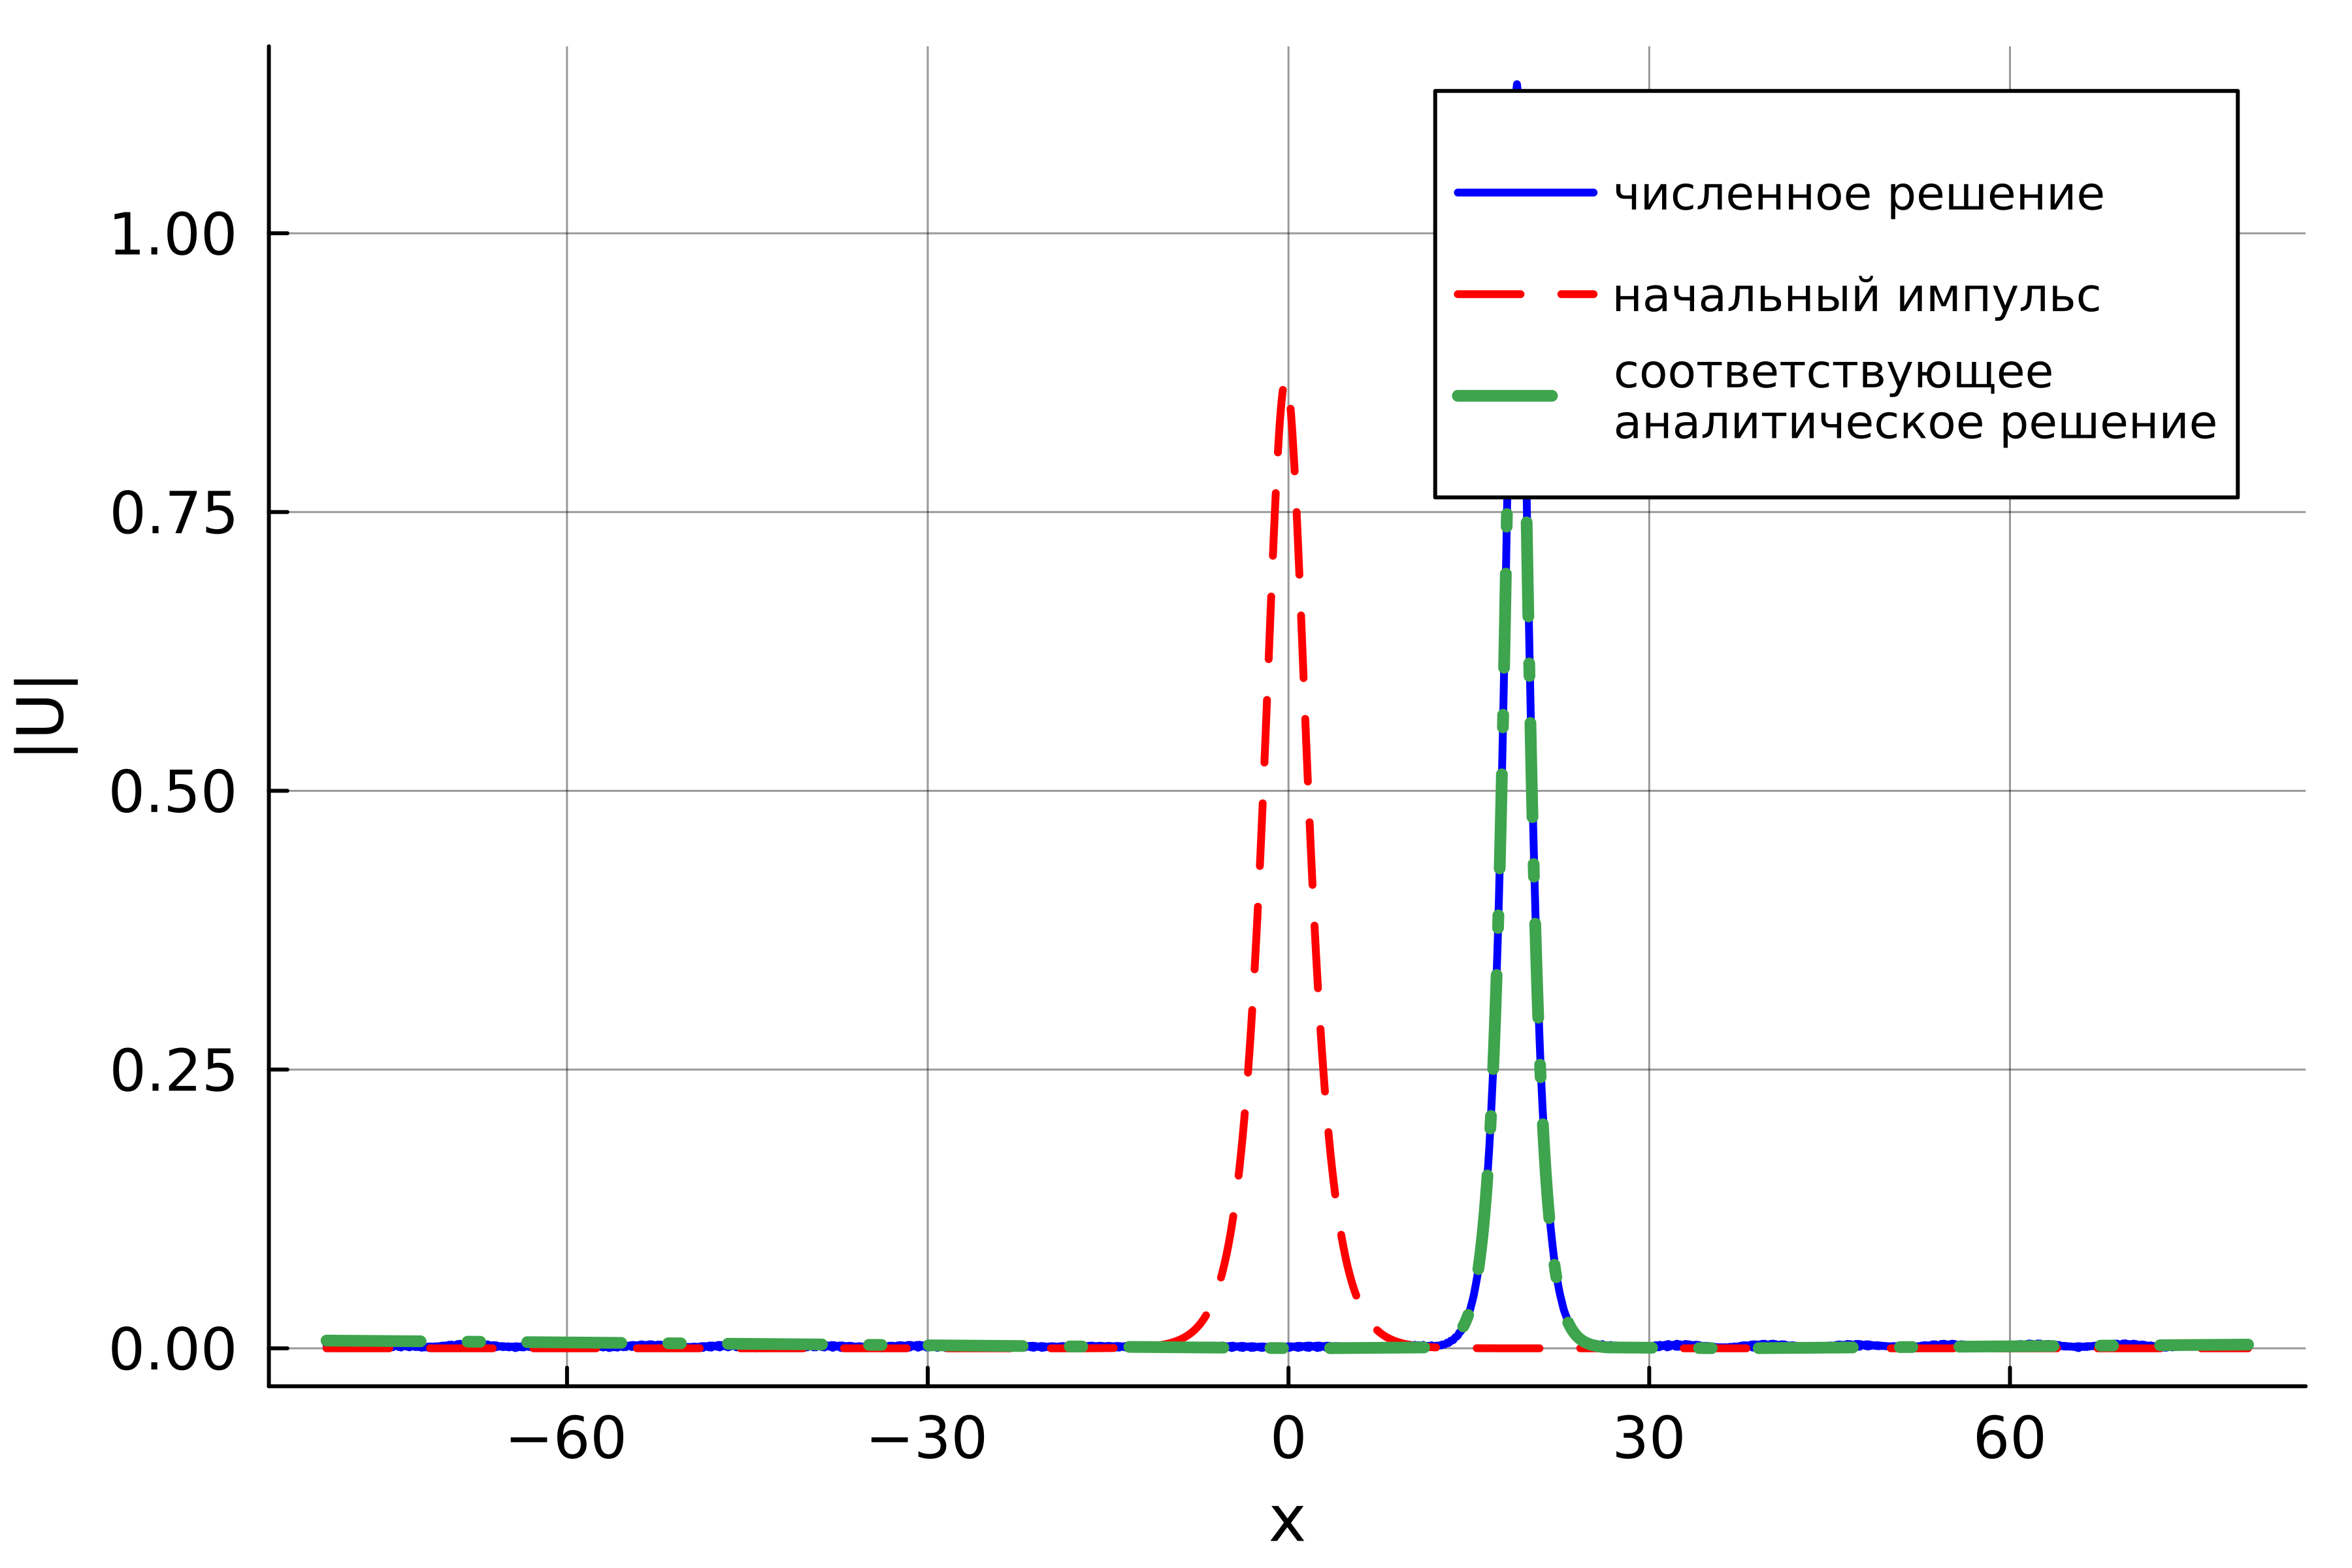 численное решение
начальный импульс
соответствующее
аналитическое решение
1.00
0.75
0.50
0.25
0.00
|U|
−60 −30 0 30 60
x